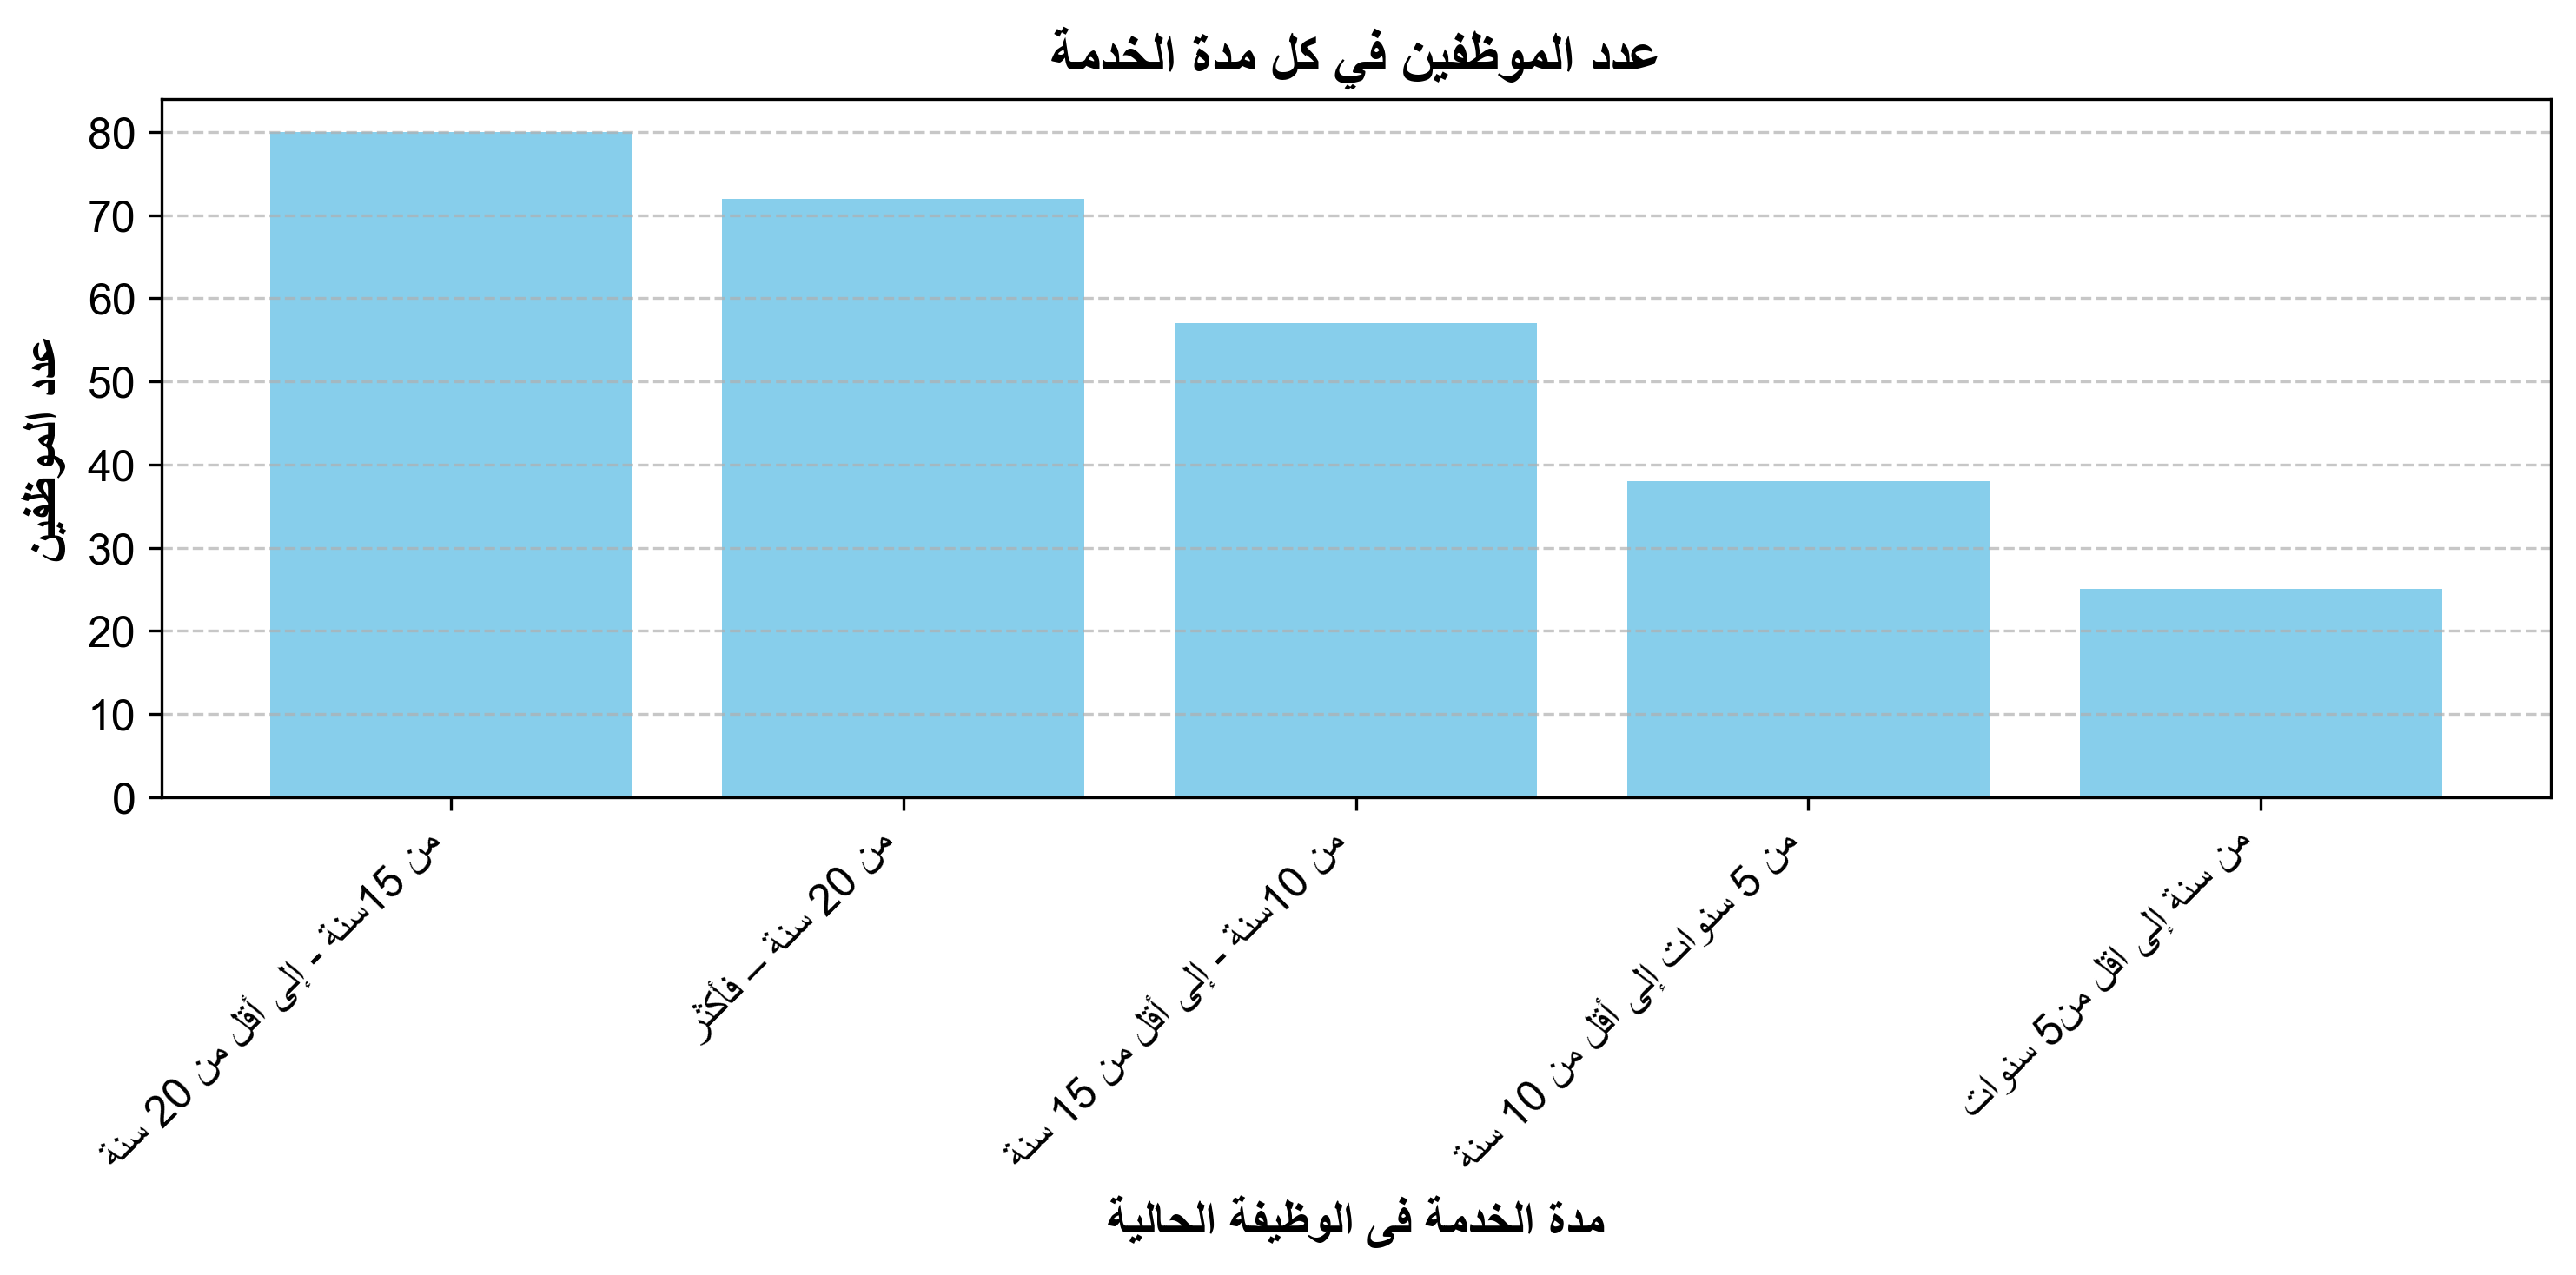 عدد الموظفين في كل مدة الخدمة
عدد الموظفين
80
70
60
50
40
30
20
10
0
من 15سنة - إلى أقل من 20 سنة
من 20 سنة – فأكثر
من 10سنة - إلى أقل من 15 سنة
من 5 سنوات إلى أقل من 10 سنة
من سنة إلى اقل من5 سنوات
مدة الخدمة فى الوظيفة الحالية